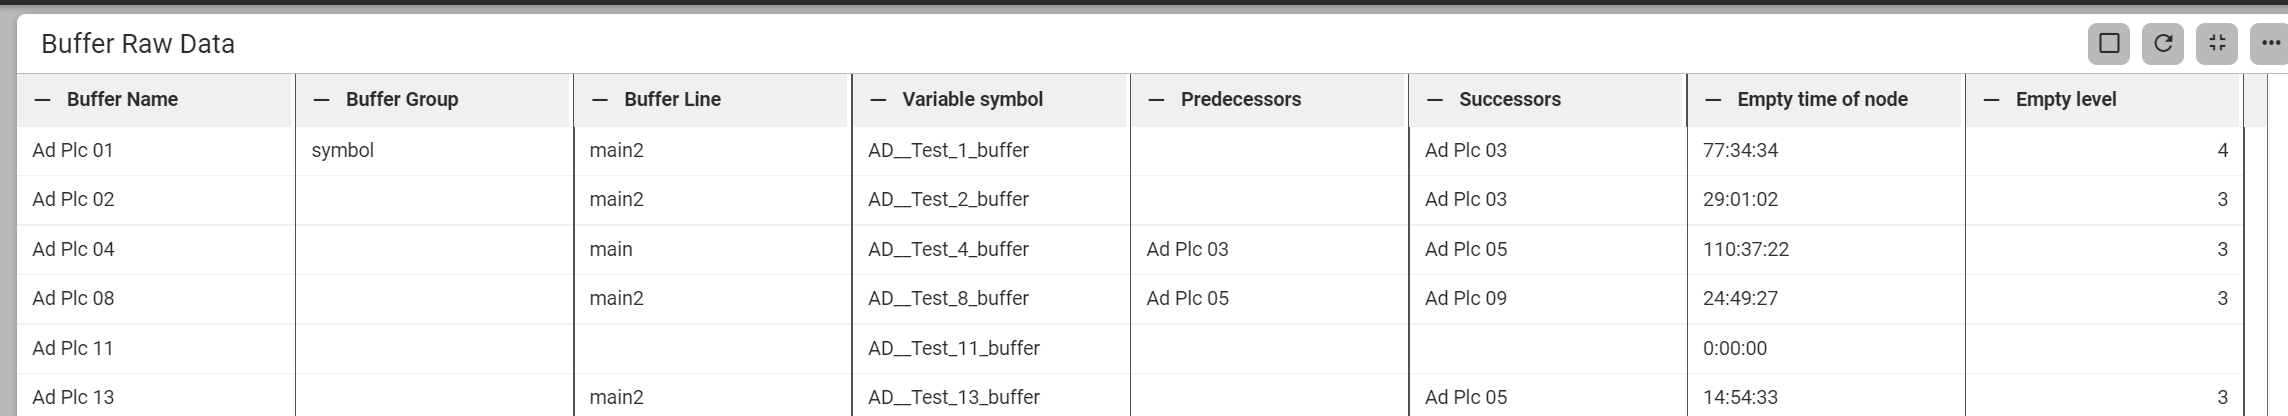 Buffer Raw Data
Buffer Name Buffer Group Buffer Line Variable symbol Predecessors Successors Empty time of node Empty level
Ad Plc 01 symbol main2 AD__Test_1_buffer Ad Plc 03 77:34:34 4
Ad Plc 02 main2 AD__Test_2_buffer Ad Plc 03 29:01:02 3
Ad Plc 04 main AD__Test_4_buffer Ad Plc 03 Ad Plc 05 110:37:22 3
Ad Plc 08 main2 AD__Test_8_buffer Ad Plc 05 Ad Plc 09 24:49:27 3
Ad Plc 11 AD__Test_11_buffer 0:00:00
Ad Plc 13 main2 AD__Test_13_buffer Ad Plc 05 14:54:33 3